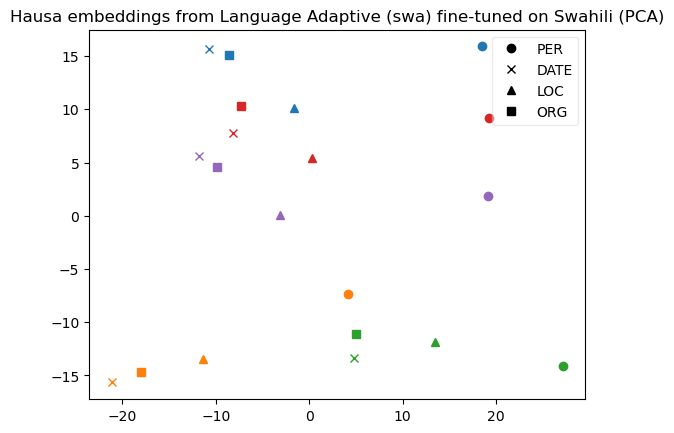 Hausa embeddings from Language Adaptive (swa) fine-tuned on Swahili (PCA)
PER
DATE
LOC
ORG
15
10
5
0
−5
−10
−15
−20
−10
0
10
20